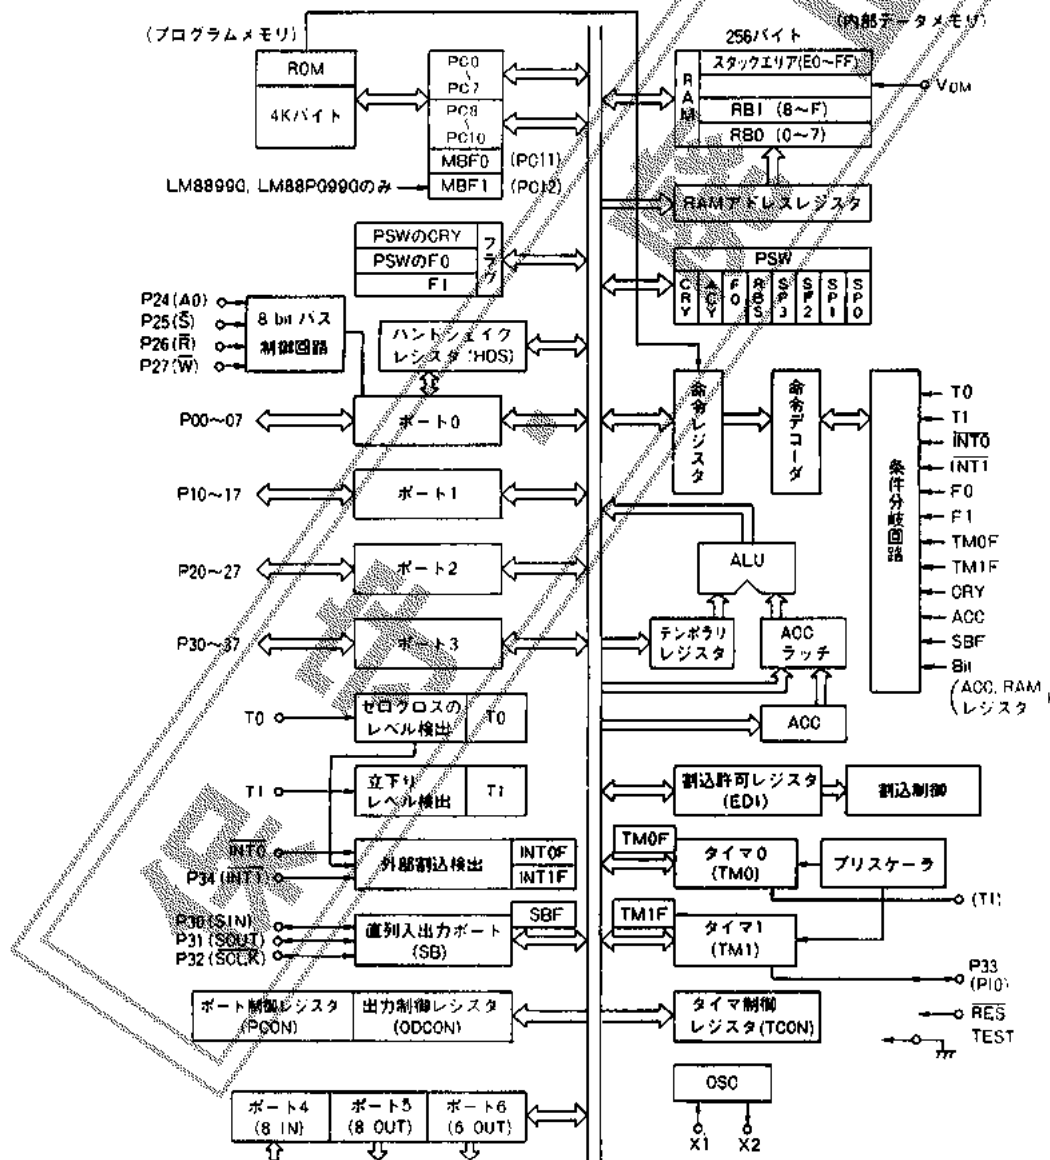 (プログラムメモリ)
ROM
4Kバイト
PC0
PC7
PC8
PC10
MBF0
(PC11)
LM88990, LM88P0990のみ
MBF1
(PC12)
(内部データメモリ)
256バイト
RAM
スタックエリア(E0〜FF)
RB1 (8〜F)
RB0 (0〜7)
VDM
RAMアドレスレジスタ
PSWのCRY
PSWのF0
F1
フラグ
PSW
CRY
ACY
F0
RBS
SP3
SP2
SP1
SP0
P24(A0)
P25(S̅)
P26(R̅)
P27(W̅)
8 bit バス
制御回路
ハンドシェイク
レジスタ(HDS)
P00〜07
ポート0
P10〜17
ポート1
P20〜27
ポート2
P30〜37
ポート3
命令レジスタ
命令デコーダ
条件分岐回路
T0
T1
I̅N̅T̅0̅
I̅N̅T̅1̅
F0
F1
TM0F
TM1F
CRY
ACC
SBF
Bit
(ACC, RAM,
レジスタ
ALU
テンポラリ
レジスタ
ACC
ラッチ
ACC
T0
ゼロクロスの
レベル検出
T0
T1
立下り
レベル検出
T1
I̅N̅T̅0̅
P34(I̅N̅T̅1̅)
外部割込検出
INT0F
INT1F
割込許可レジスタ
(EDI)
割込制御
TM0F
タイマ0
(TM0)
プリスケーラ
(T1)
P30(SIN)
P31(SOUT)
P32(S̅C̅L̅K̅)
直列入出力ポート
(SB)
SBF
TM1F
タイマ1
(TM1)
P33
(PI0)
ポート制御レジスタ
(PCON)
出力制御レジスタ
(ODCON)
タイマ制御
レジスタ(TCON)
R̅E̅S̅
TEST
OSC
X1
X2
ポート4
(8 IN)
ポート5
(8 OUT)
ポート6
(6 OUT)